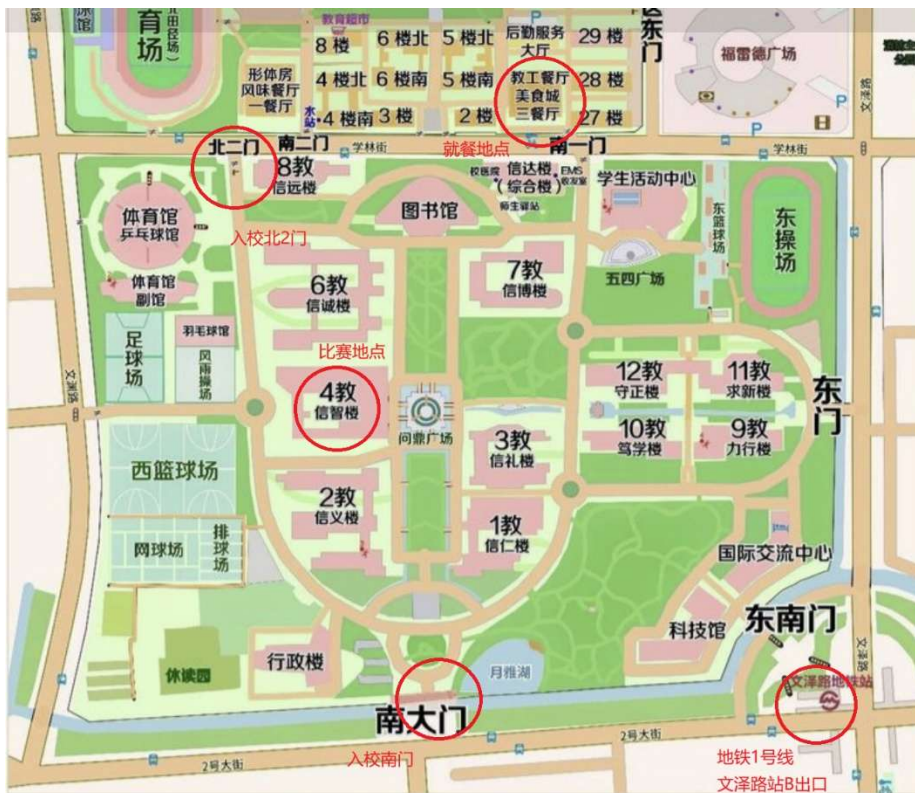 教育超市
育场
8楼
6楼北
5楼北
后勤服务
大厅
29楼
东门
福雷德广场
文泽路
形体房
风味餐厅
一餐厅
4楼北
6楼南
5楼南
教工餐厅
美食城
三餐厅
28楼
水站
4楼南
3楼
2楼
27楼
P
P
P
北二门
南二门
学林街
就餐地点
南一门
学林街
8教
信远楼
校医院
信达楼
(综合楼)
EMS
收发室
师生驿站
学生活动中心
图书馆
体育馆
乒乓球馆
入校北2门
东篮球场
东操场
五四广场
体育馆
副馆
6教
信诚楼
7教
信博楼
足球场
羽毛球馆
风雨操场
比赛地点
4教
信智楼
问鼎广场
12教
守正楼
11教
求新楼
东门
文渊路
10教
笃学楼
9教
力行楼
3教
信礼楼
西篮球场
2教
信义楼
1教
信仁楼
网球场
排球场
国际交流中心
科技馆
东南门
文泽路
行政楼
休读园
月雅湖
文泽路地铁站
南大门
2号大街
入校南门
2号大街
地铁1号线
文泽路站B出口